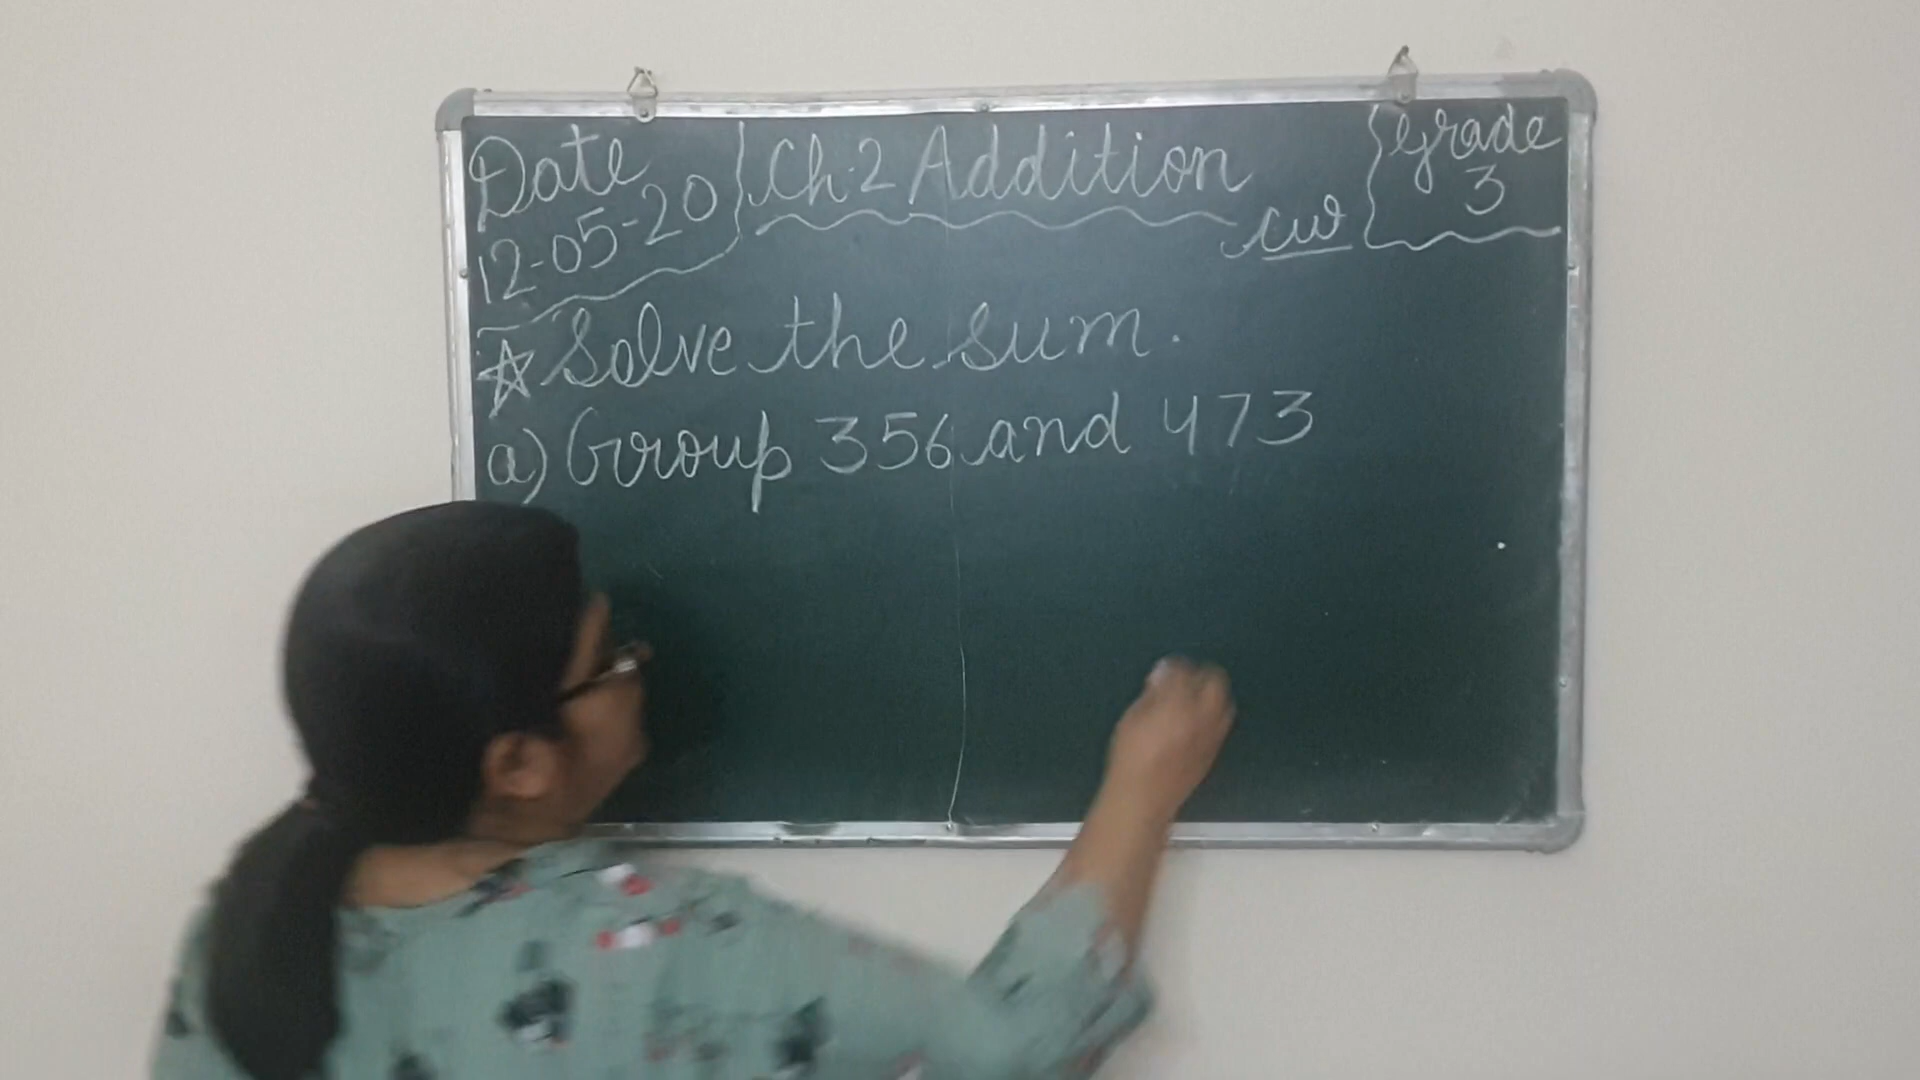 Date
12-05-20
Ch-2 Addition
cw
Grade
3
☆ Solve the sum.
a) Group 356 and 473